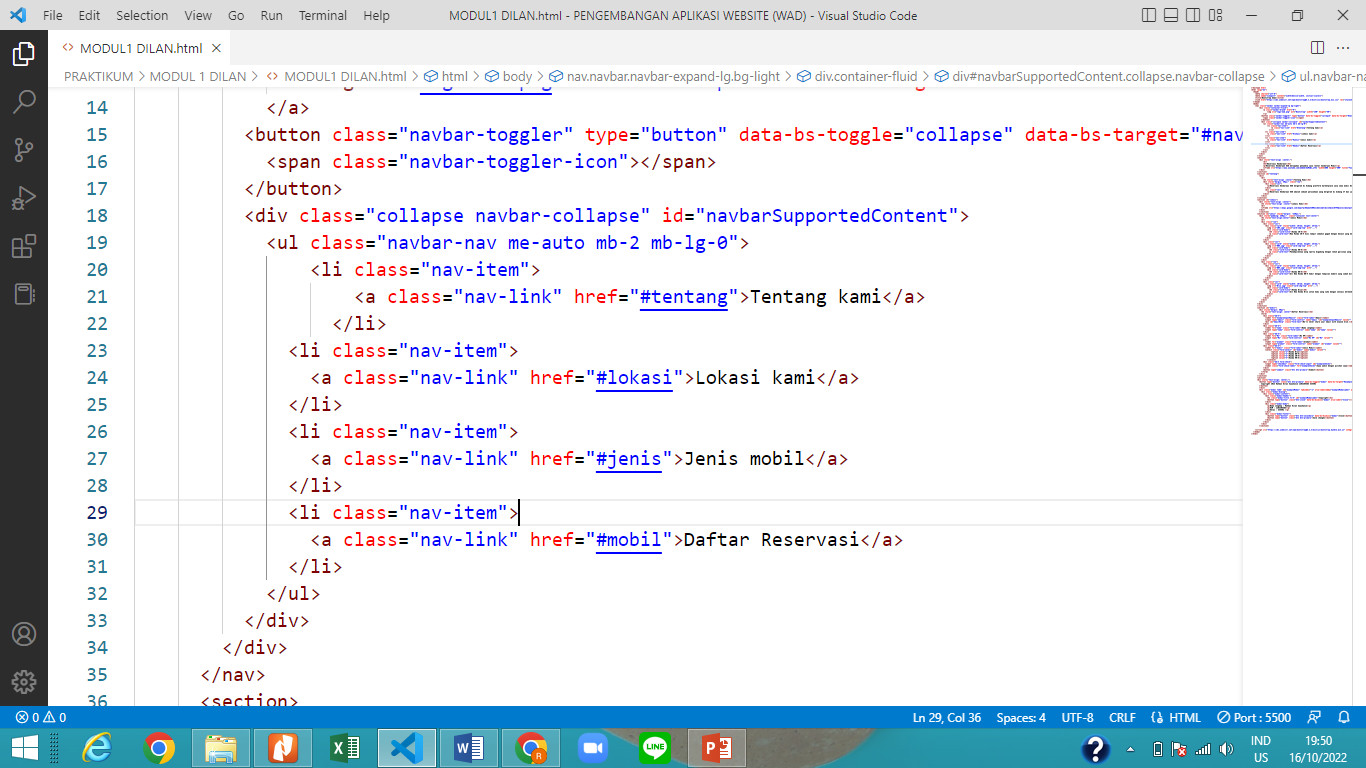 File Edit Selection View Go Run Terminal Help MODUL1 DILAN.html - PENGEMBANGAN APLIKASI WEBSITE (WAD) - Visual Studio Code
MODUL1 DILAN.html
PRAKTIKUM > MODUL 1 DILAN > MODUL1 DILAN.html > html > body > nav.navbar.navbar-expand-lg.bg-light > div.container-fluid > div#navbarSupportedContent.collapse.navbar-collapse > ul.navbar-na
14 </a>
15 <button class="navbar-toggler" type="button" data-bs-toggle="collapse" data-bs-target="#nav
16 <span class="navbar-toggler-icon"></span>
17 </button>
18 <div class="collapse navbar-collapse" id="navbarSupportedContent">
19 <ul class="navbar-nav me-auto mb-2 mb-lg-0">
20 <li class="nav-item">
21 <a class="nav-link" href="#tentang">Tentang kami</a>
22 </li>
23 <li class="nav-item">
24 <a class="nav-link" href="#lokasi">Lokasi kami</a>
25 </li>
26 <li class="nav-item">
27 <a class="nav-link" href="#jenis">Jenis mobil</a>
28 </li>
29 <li class="nav-item">
30 <a class="nav-link" href="#mobil">Daftar Reservasi</a>
31 </li>
32 </ul>
33 </div>
34 </div>
35 </nav>
36 <section>
0 0 Ln 29, Col 36 Spaces: 4 UTF-8 CRLF HTML Port : 5500
LINE
IND 19:50
US 16/10/2022